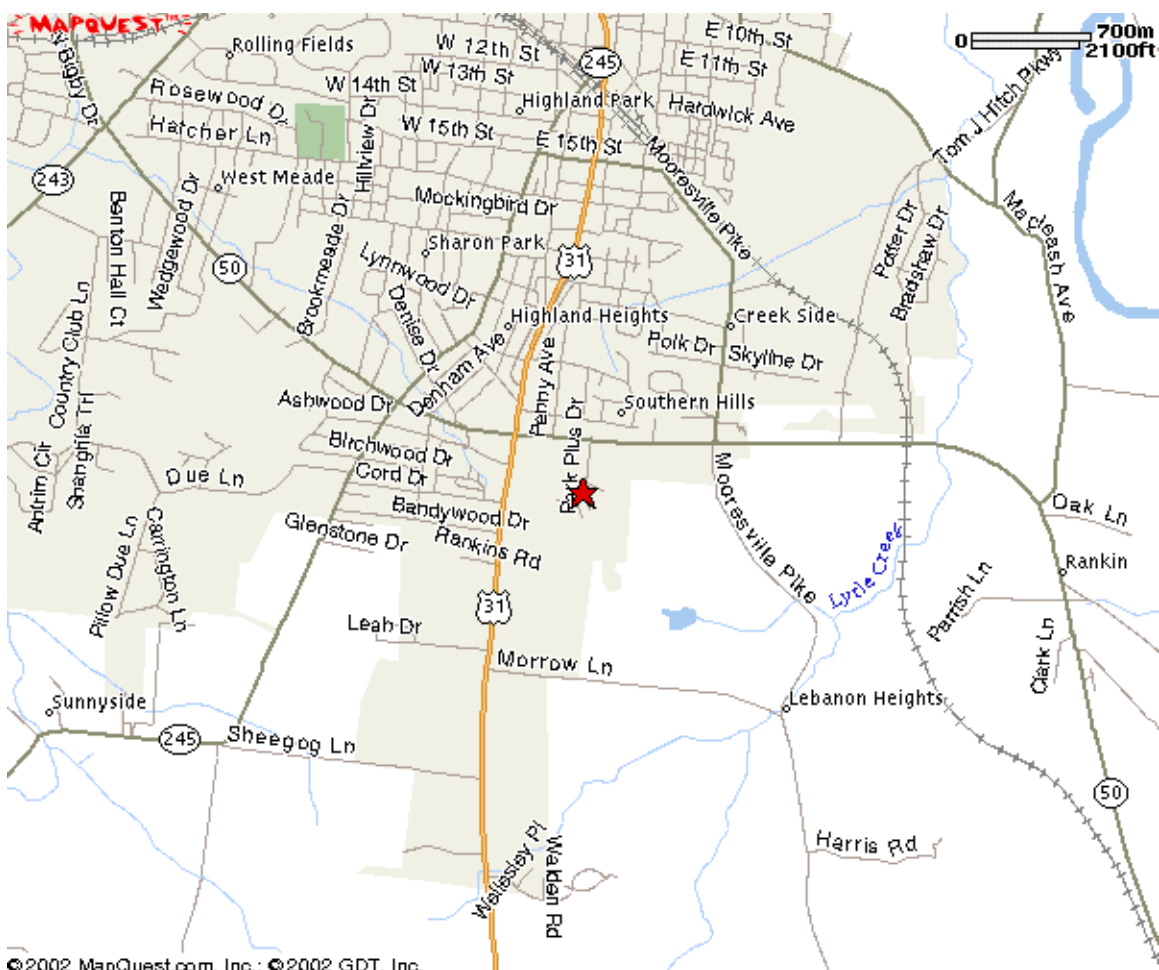 MAPQUEST
0 700m
2100ft
Rolling Fields
W 12th St
E 10th St
245
E 11th St
W 13th St
N Bigby Dr
W 14th St
Rosewood Dr
Highland Park
Hardwick Ave
Hatcher Ln
W 15th St
E 15th St
Tom J Hitch Pkwy
243
West Meade
Hillview Dr
Mooresville Pike
Mockingbird Dr
Benton Hall Ct
Wedgewood Dr
Brookmeade Dr
Sharon Park
31
Potter Dr
Bradshaw Dr
Macleash Ave
50
Lynnwood Dr
Denise Dr
Highland Heights
Creek Side
Country Club Ln
Polk Dr
Skyline Dr
Denham Ave
Penny Ave
Ashwood Dr
Southern Hills
Shanghla Trl
Antrim Cir
Birchwood Dr
Due Ln
Cord Dr
Park Plus Dr
Bandywood Dr
Glenstone Dr
Rankins Rd
Oak Ln
Mooresville Pike
Lytle Creek
Rankin
Pillow Due Ln
Carrington Ln
31
Parrish Ln
Leah Dr
Morrow Ln
Clark Ln
Sunnyside
Lebanon Heights
245
Sheegog Ln
50
Wellesley Pl
Walden Rd
Harris Rd
©2002 MapQuest.com, Inc.; ©2002 GDT, Inc.